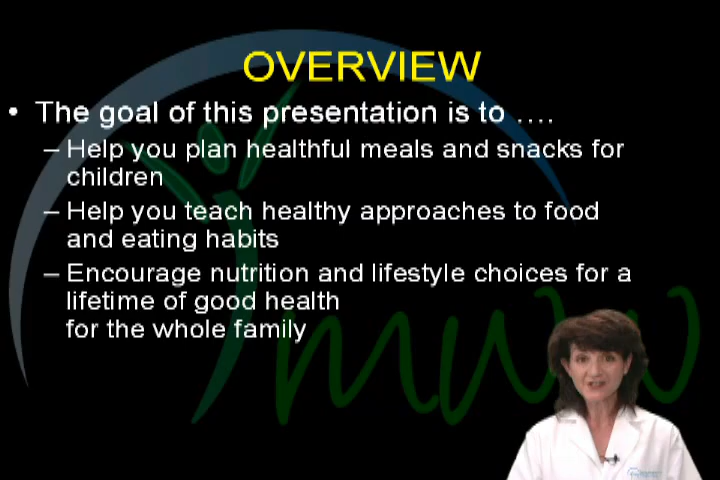 OVERVIEW
• The goal of this presentation is to ....
– Help you plan healthful meals and snacks for
children
– Help you teach healthy approaches to food
and eating habits
– Encourage nutrition and lifestyle choices for a
lifetime of good health
for the whole family
mww